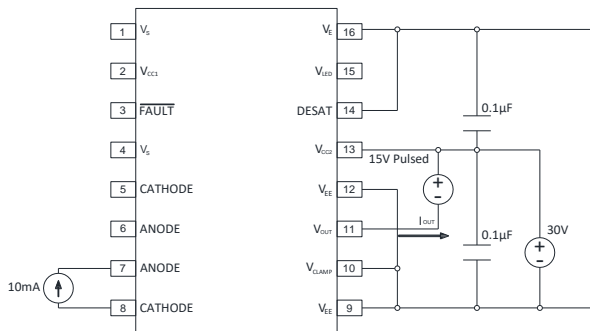 1 VS VE 16
2 VCC1 VLED 15
3 FAULT DESAT 14
0.1µF
4 VS VCC2 13
15V Pulsed
5 CATHODE VEE 12
6 ANODE VOUT 11
IOUT
0.1µF
30V
7 ANODE VCLAMP 10
10mA
8 CATHODE VEE 9